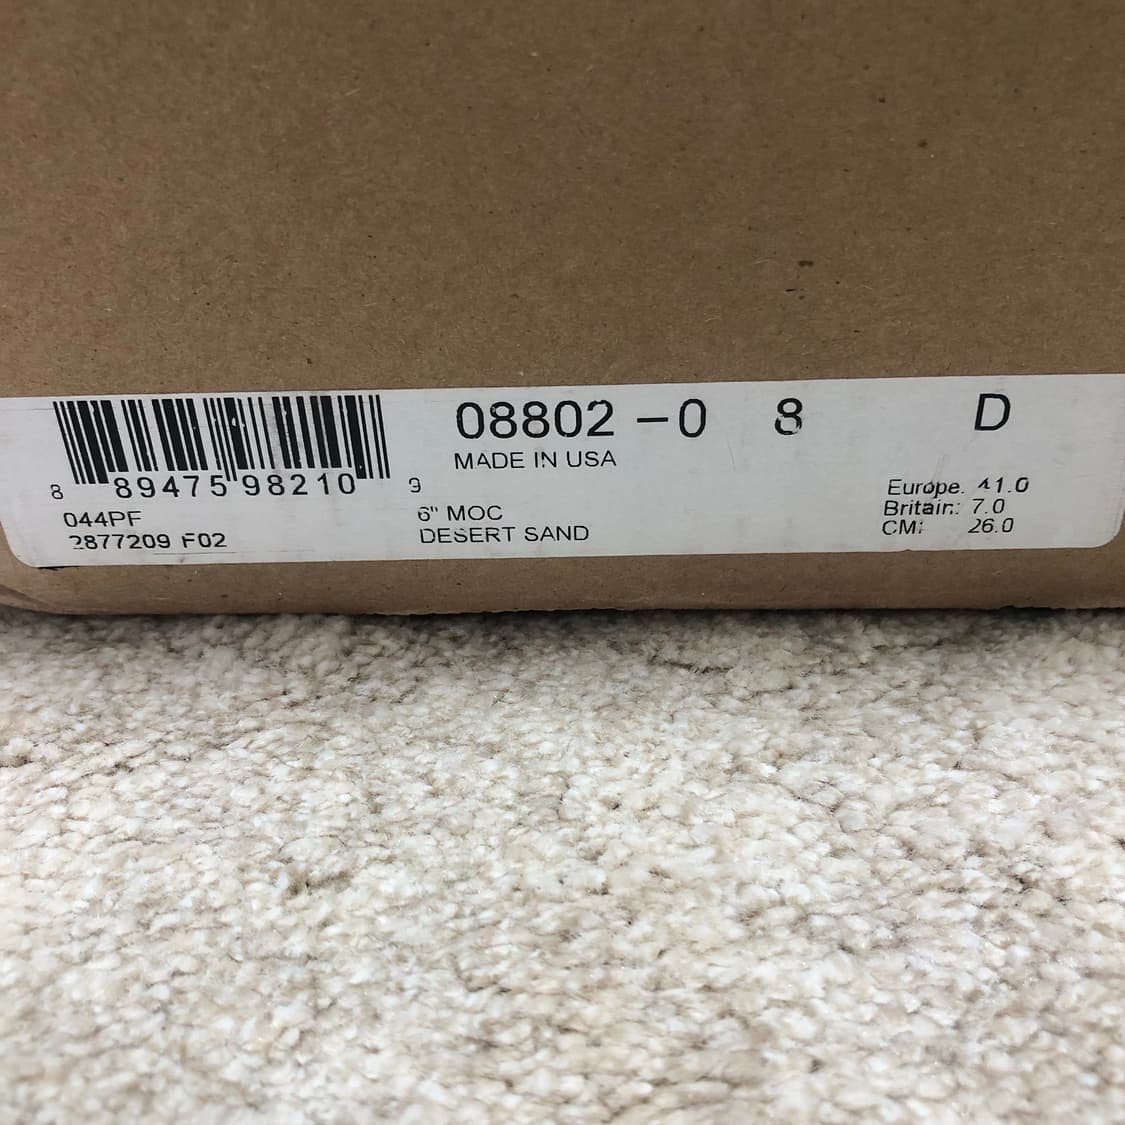 08802 -0 8 D
MADE IN USA
8 89475 98210 9
044PF
2877209 F02
6" MOC
DESERT SAND
Europe: 41.0
Britain: 7.0
CM: 26.0